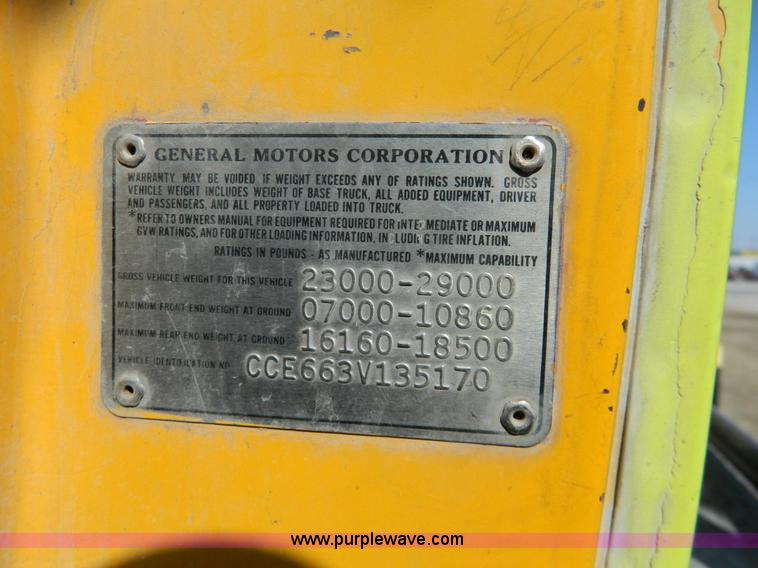 GENERAL MOTORS CORPORATION
WARRANTY MAY BE VOIDED IF WEIGHT EXCEEDS ANY OF RATINGS SHOWN. GROSS
VEHICLE WEIGHT INCLUDES WEIGHT OF BASE TRUCK, ALL ADDED EQUIPMENT, DRIVER
AND PASSENGERS, AND ALL PROPERTY LOADED INTO TRUCK.
*REFER TO OWNERS MANUAL FOR EQUIPMENT REQUIRED FOR INTERMEDIATE OR MAXIMUM
GVW RATINGS, AND FOR OTHER LOADING INFORMATION, INCLUDING TIRE INFLATION.
RATINGS IN POUNDS - AS MANUFACTURED *MAXIMUM CAPABILITY
GROSS VEHICLE WEIGHT FOR THIS VEHICLE 23000-29000
MAXIMUM FRONT END WEIGHT AT GROUND 07000-10860
MAXIMUM REAR END WEIGHT AT GROUND 16160-18500
VEHICLE IDENTIFICATION NO. CCE663V135170
www.purplewave.com